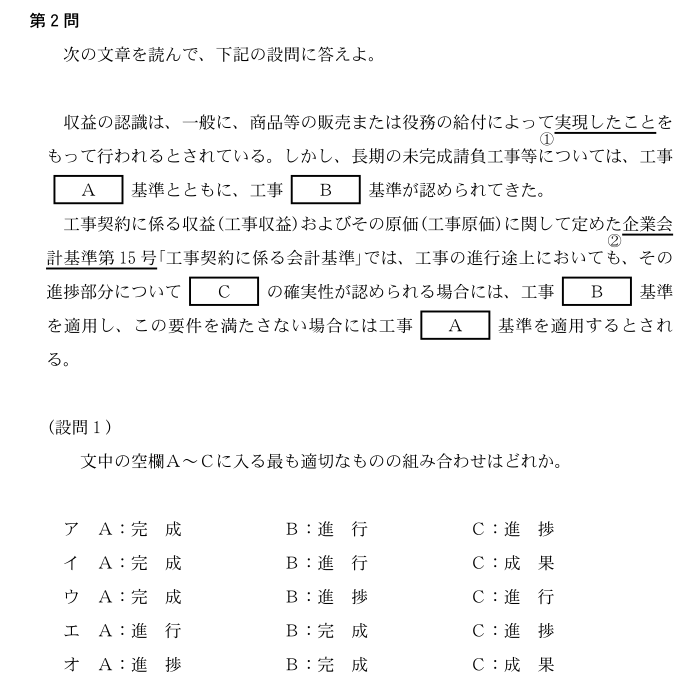 第2問
次の文章を読んで、下記の設問に答えよ。
収益の認識は、一般に、商品等の販売または役務の給付によって実現したことを
①
もって行われるとされている。しかし、長期の未完成請負工事等については、工事
A 基準とともに、工事 B 基準が認められてきた。
工事契約に係る収益(工事収益)およびその原価(工事原価)に関して定めた企業会
②
計基準第 15 号「工事契約に係る会計基準」では、工事の進行途上においても、その
進捗部分について C の確実性が認められる場合には、工事 B 基準
を適用し、この要件を満たさない場合には工事 A 基準を適用するとされ
る。
(設問1)
文中の空欄A~Cに入る最も適切なものの組み合わせはどれか。
ア A:完 成 B:進 行 C:進 捗
イ A:完 成 B:進 行 C:成 果
ウ A:完 成 B:進 捗 C:進 行
エ A:進 行 B:完 成 C:進 捗
オ A:進 捗 B:完 成 C:成 果